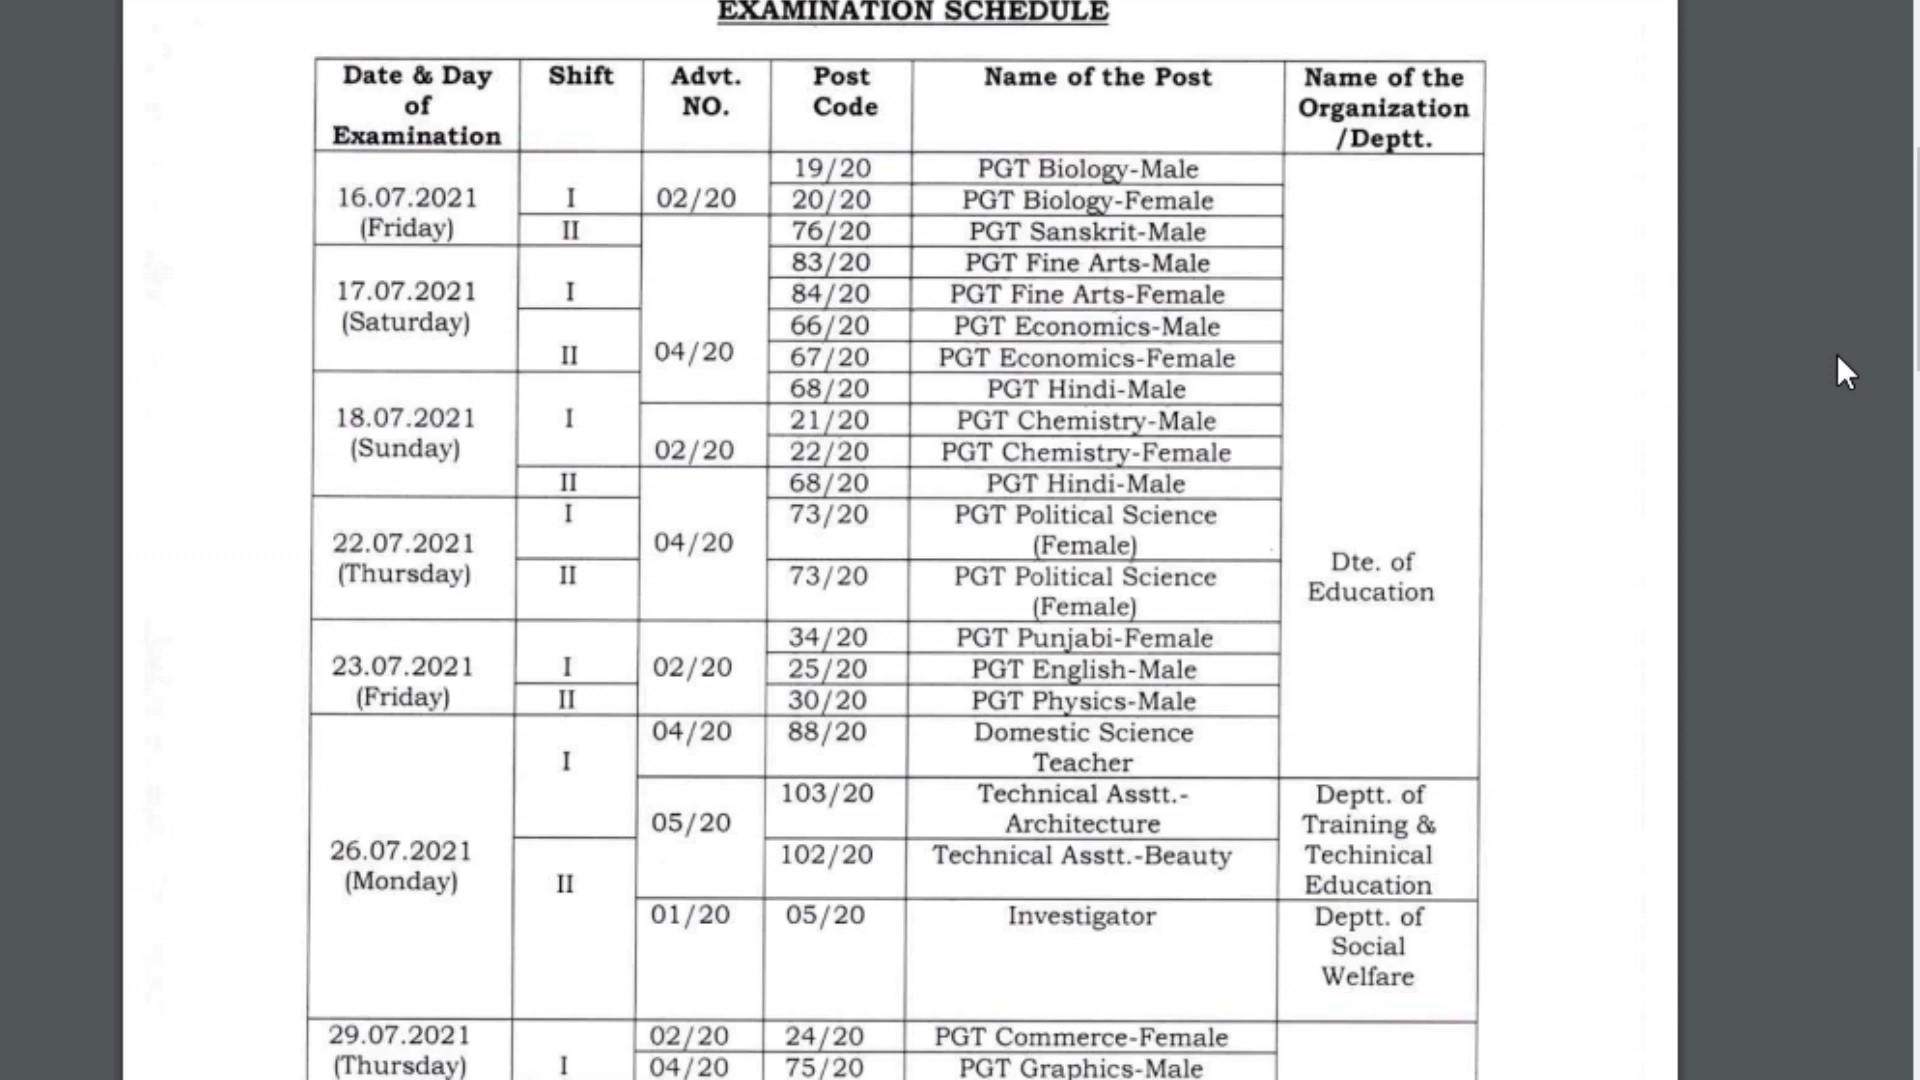 EXAMINATION SCHEDULE
Date & Day of Examination Shift Advt. NO. Post Code Name of the Post Name of the Organization /Deptt.
16.07.2021 (Friday) I 02/20 19/20 PGT Biology-Male Dte. of Education
20/20 PGT Biology-Female
II 04/20 76/20 PGT Sanskrit-Male
17.07.2021 (Saturday) I 83/20 PGT Fine Arts-Male
84/20 PGT Fine Arts-Female
II 66/20 PGT Economics-Male
67/20 PGT Economics-Female
18.07.2021 (Sunday) I 68/20 PGT Hindi-Male
02/20 21/20 PGT Chemistry-Male
22/20 PGT Chemistry-Female
II 04/20 68/20 PGT Hindi-Male
22.07.2021 (Thursday) I 73/20 PGT Political Science (Female)
II 73/20 PGT Political Science (Female)
23.07.2021 (Friday) I 02/20 34/20 PGT Punjabi-Female
25/20 PGT English-Male
II 30/20 PGT Physics-Male
26.07.2021 (Monday) I 04/20 88/20 Domestic Science Teacher
05/20 103/20 Technical Asstt.-Architecture Deptt. of Training & Techinical Education
II 102/20 Technical Asstt.-Beauty
01/20 05/20 Investigator Deptt. of Social Welfare
29.07.2021 (Thursday) I 02/20 24/20 PGT Commerce-Female
04/20 75/20 PGT Graphics-Male